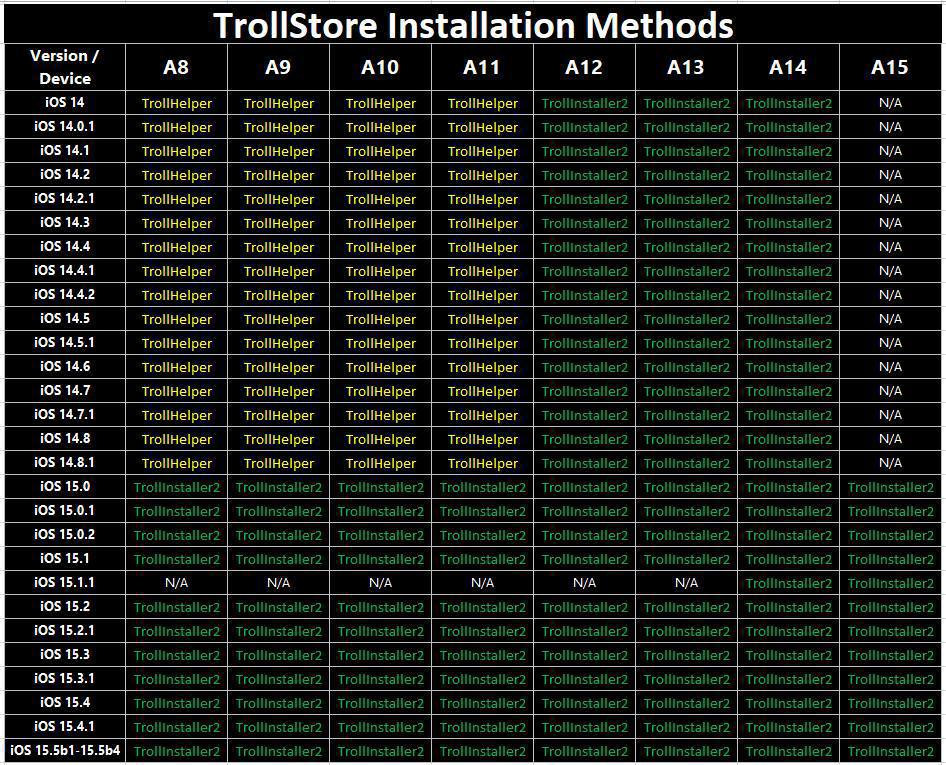 TrollStore Installation Methods
Version / Device A8 A9 A10 A11 A12 A13 A14 A15
iOS 14 TrollHelper TrollHelper TrollHelper TrollHelper TrollInstaller2 TrollInstaller2 TrollInstaller2 N/A
iOS 14.0.1 TrollHelper TrollHelper TrollHelper TrollHelper TrollInstaller2 TrollInstaller2 TrollInstaller2 N/A
iOS 14.1 TrollHelper TrollHelper TrollHelper TrollHelper TrollInstaller2 TrollInstaller2 TrollInstaller2 N/A
iOS 14.2 TrollHelper TrollHelper TrollHelper TrollHelper TrollInstaller2 TrollInstaller2 TrollInstaller2 N/A
iOS 14.2.1 TrollHelper TrollHelper TrollHelper TrollHelper TrollInstaller2 TrollInstaller2 TrollInstaller2 N/A
iOS 14.3 TrollHelper TrollHelper TrollHelper TrollHelper TrollInstaller2 TrollInstaller2 TrollInstaller2 N/A
iOS 14.4 TrollHelper TrollHelper TrollHelper TrollHelper TrollInstaller2 TrollInstaller2 TrollInstaller2 N/A
iOS 14.4.1 TrollHelper TrollHelper TrollHelper TrollHelper TrollInstaller2 TrollInstaller2 TrollInstaller2 N/A
iOS 14.4.2 TrollHelper TrollHelper TrollHelper TrollHelper TrollInstaller2 TrollInstaller2 TrollInstaller2 N/A
iOS 14.5 TrollHelper TrollHelper TrollHelper TrollHelper TrollInstaller2 TrollInstaller2 TrollInstaller2 N/A
iOS 14.5.1 TrollHelper TrollHelper TrollHelper TrollHelper TrollInstaller2 TrollInstaller2 TrollInstaller2 N/A
iOS 14.6 TrollHelper TrollHelper TrollHelper TrollHelper TrollInstaller2 TrollInstaller2 TrollInstaller2 N/A
iOS 14.7 TrollHelper TrollHelper TrollHelper TrollHelper TrollInstaller2 TrollInstaller2 TrollInstaller2 N/A
iOS 14.7.1 TrollHelper TrollHelper TrollHelper TrollHelper TrollInstaller2 TrollInstaller2 TrollInstaller2 N/A
iOS 14.8 TrollHelper TrollHelper TrollHelper TrollHelper TrollInstaller2 TrollInstaller2 TrollInstaller2 N/A
iOS 14.8.1 TrollHelper TrollHelper TrollHelper TrollHelper TrollInstaller2 TrollInstaller2 TrollInstaller2 N/A
iOS 15.0 TrollInstaller2 TrollInstaller2 TrollInstaller2 TrollInstaller2 TrollInstaller2 TrollInstaller2 TrollInstaller2 TrollInstaller2
iOS 15.0.1 TrollInstaller2 TrollInstaller2 TrollInstaller2 TrollInstaller2 TrollInstaller2 TrollInstaller2 TrollInstaller2 TrollInstaller2
iOS 15.0.2 TrollInstaller2 TrollInstaller2 TrollInstaller2 TrollInstaller2 TrollInstaller2 TrollInstaller2 TrollInstaller2 TrollInstaller2
iOS 15.1 TrollInstaller2 TrollInstaller2 TrollInstaller2 TrollInstaller2 TrollInstaller2 TrollInstaller2 TrollInstaller2 TrollInstaller2
iOS 15.1.1 N/A N/A N/A N/A N/A N/A TrollInstaller2 TrollInstaller2
iOS 15.2 TrollInstaller2 TrollInstaller2 TrollInstaller2 TrollInstaller2 TrollInstaller2 TrollInstaller2 TrollInstaller2 TrollInstaller2
iOS 15.2.1 TrollInstaller2 TrollInstaller2 TrollInstaller2 TrollInstaller2 TrollInstaller2 TrollInstaller2 TrollInstaller2 TrollInstaller2
iOS 15.3 TrollInstaller2 TrollInstaller2 TrollInstaller2 TrollInstaller2 TrollInstaller2 TrollInstaller2 TrollInstaller2 TrollInstaller2
iOS 15.3.1 TrollInstaller2 TrollInstaller2 TrollInstaller2 TrollInstaller2 TrollInstaller2 TrollInstaller2 TrollInstaller2 TrollInstaller2
iOS 15.4 TrollInstaller2 TrollInstaller2 TrollInstaller2 TrollInstaller2 TrollInstaller2 TrollInstaller2 TrollInstaller2 TrollInstaller2
iOS 15.4.1 TrollInstaller2 TrollInstaller2 TrollInstaller2 TrollInstaller2 TrollInstaller2 TrollInstaller2 TrollInstaller2 TrollInstaller2
iOS 15.5b1-15.5b4 TrollInstaller2 TrollInstaller2 TrollInstaller2 TrollInstaller2 TrollInstaller2 TrollInstaller2 TrollInstaller2 TrollInstaller2